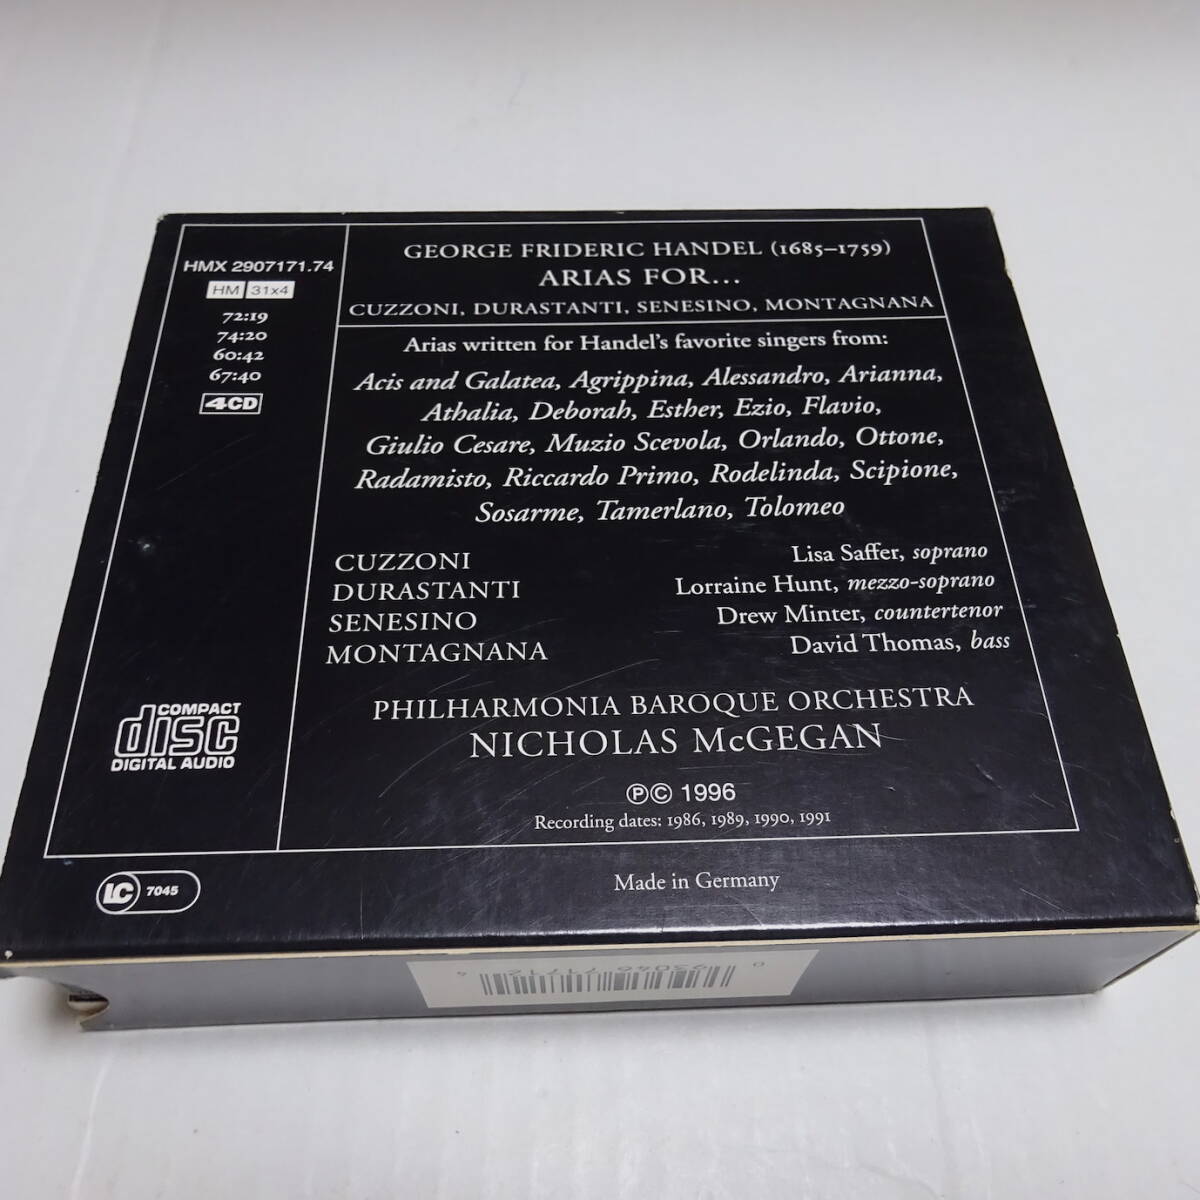 HMX 2907171.74
HM 31x4
72:19
74:20
60:42
67:40
4CD
GEORGE FRIDERIC HANDEL (1685–1759)
ARIAS FOR...
CUZZONI, DURASTANTI, SENESINO, MONTAGNANA
Arias written for Handel's favorite singers from:
Acis and Galatea, Agrippina, Alessandro, Arianna,
Athalia, Deborah, Esther, Ezio, Flavio,
Giulio Cesare, Muzio Scevola, Orlando, Ottone,
Radamisto, Riccardo Primo, Rodelinda, Scipione,
Sosarme, Tamerlano, Tolomeo
CUZZONI Lisa Saffer, soprano
DURASTANTI Lorraine Hunt, mezzo-soprano
SENESINO Drew Minter, countertenor
MONTAGNANA David Thomas, bass
PHILHARMONIA BAROQUE ORCHESTRA
NICHOLAS McGEGAN
℗© 1996
Recording dates: 1986, 1989, 1990, 1991
COMPACT
disc
DIGITAL AUDIO
LC 7045
Made in Germany